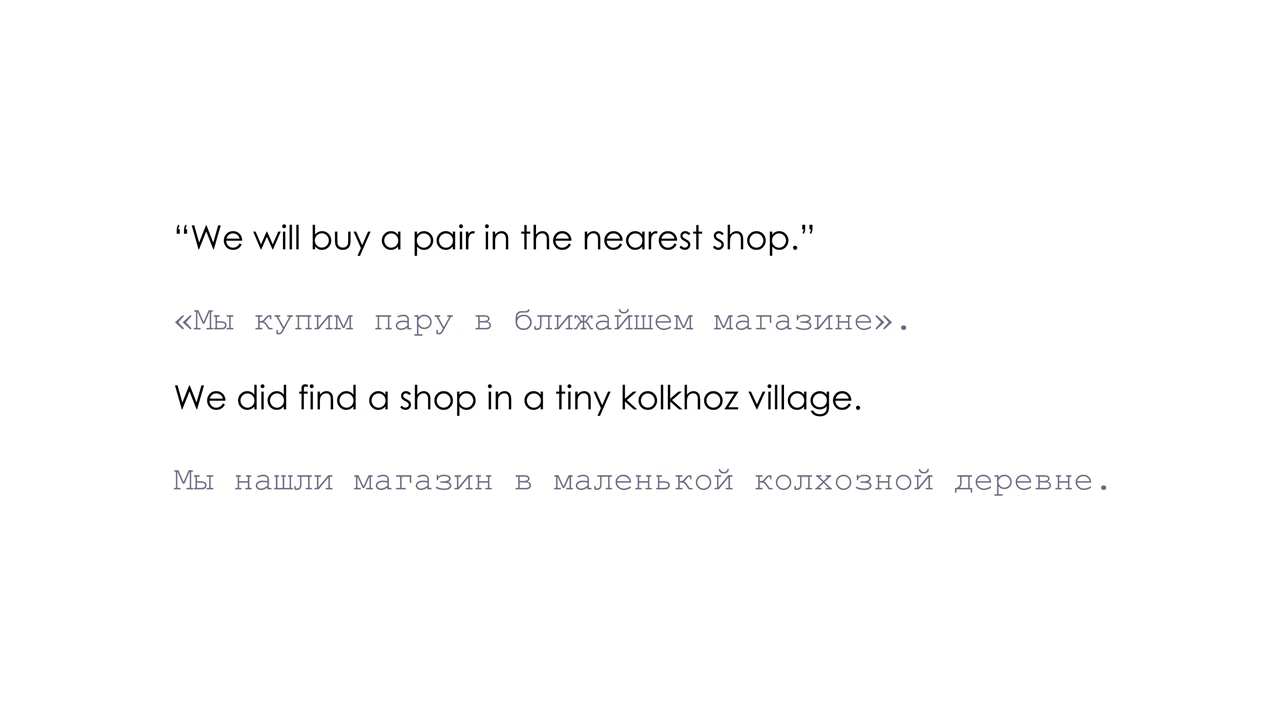 “We will buy a pair in the nearest shop.”
«Мы купим пару в ближайшем магазине».
We did find a shop in a tiny kolkhoz village.
Мы нашли магазин в маленькой колхозной деревне.